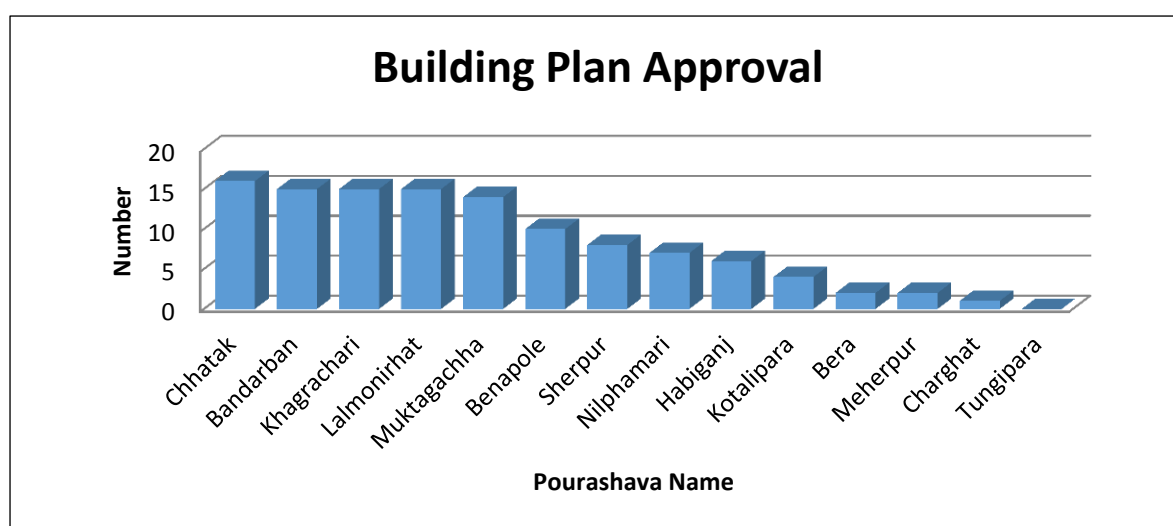 Building Plan Approval
20
15
10
5
0
Number
Chhatak
Bandarban
Khagrachari
Lalmonirhat
Muktagachha
Benapole
Sherpur
Nilphamari
Habiganj
Kotalipara
Bera
Meherpur
Charghat
Tungipara
Pourashava Name